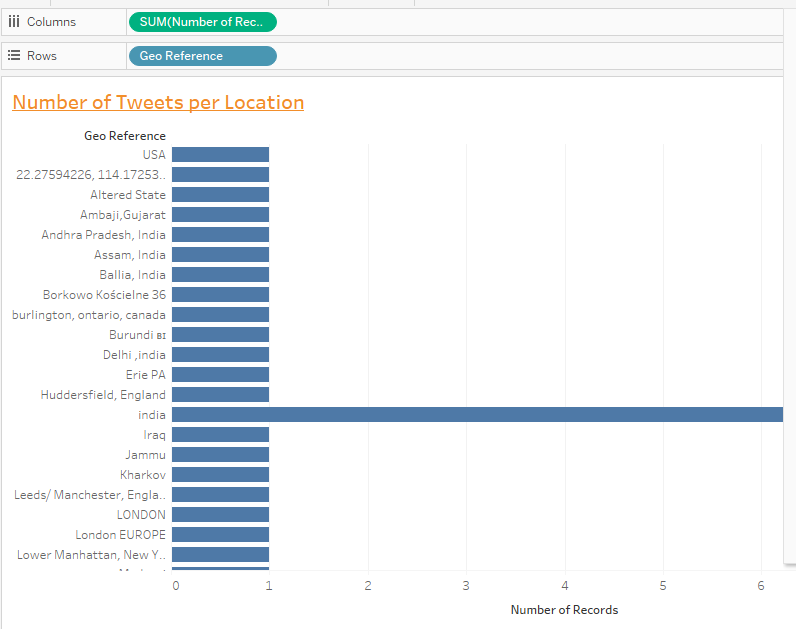 Columns
SUM(Number of Rec..
Rows
Geo Reference
Number of Tweets per Location
Geo Reference
USA
22.27594226, 114.17253..
Altered State
Ambaji,Gujarat
Andhra Pradesh, India
Assam, India
Ballia, India
Borkowo Kościelne 36
burlington, ontario, canada
Burundi 🇧🇮
Delhi ,india
Erie PA
Huddersfield, England
india
Iraq
Jammu
Kharkov
Leeds/ Manchester, Engla..
LONDON
London EUROPE
Lower Manhattan, New Y..
0 1 2 3 4 5 6
Number of Records